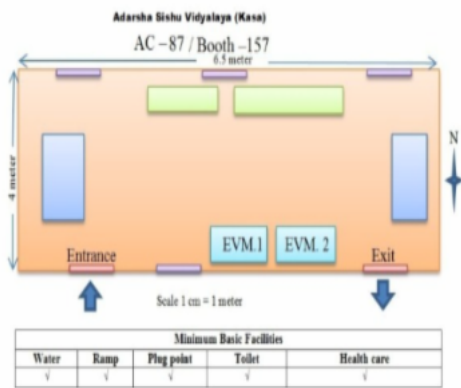 Adarsha Sishu Vidyalaya (Kasa)
AC – 87 / Booth –157
6.5 meter
4 meter
N
EVM.1 EVM. 2
Entrance Exit
Scale 1 cm = 1 meter
Minimum Basic Facilities
Water Ramp Plug point Toilet Health care
√ √ √ √ √